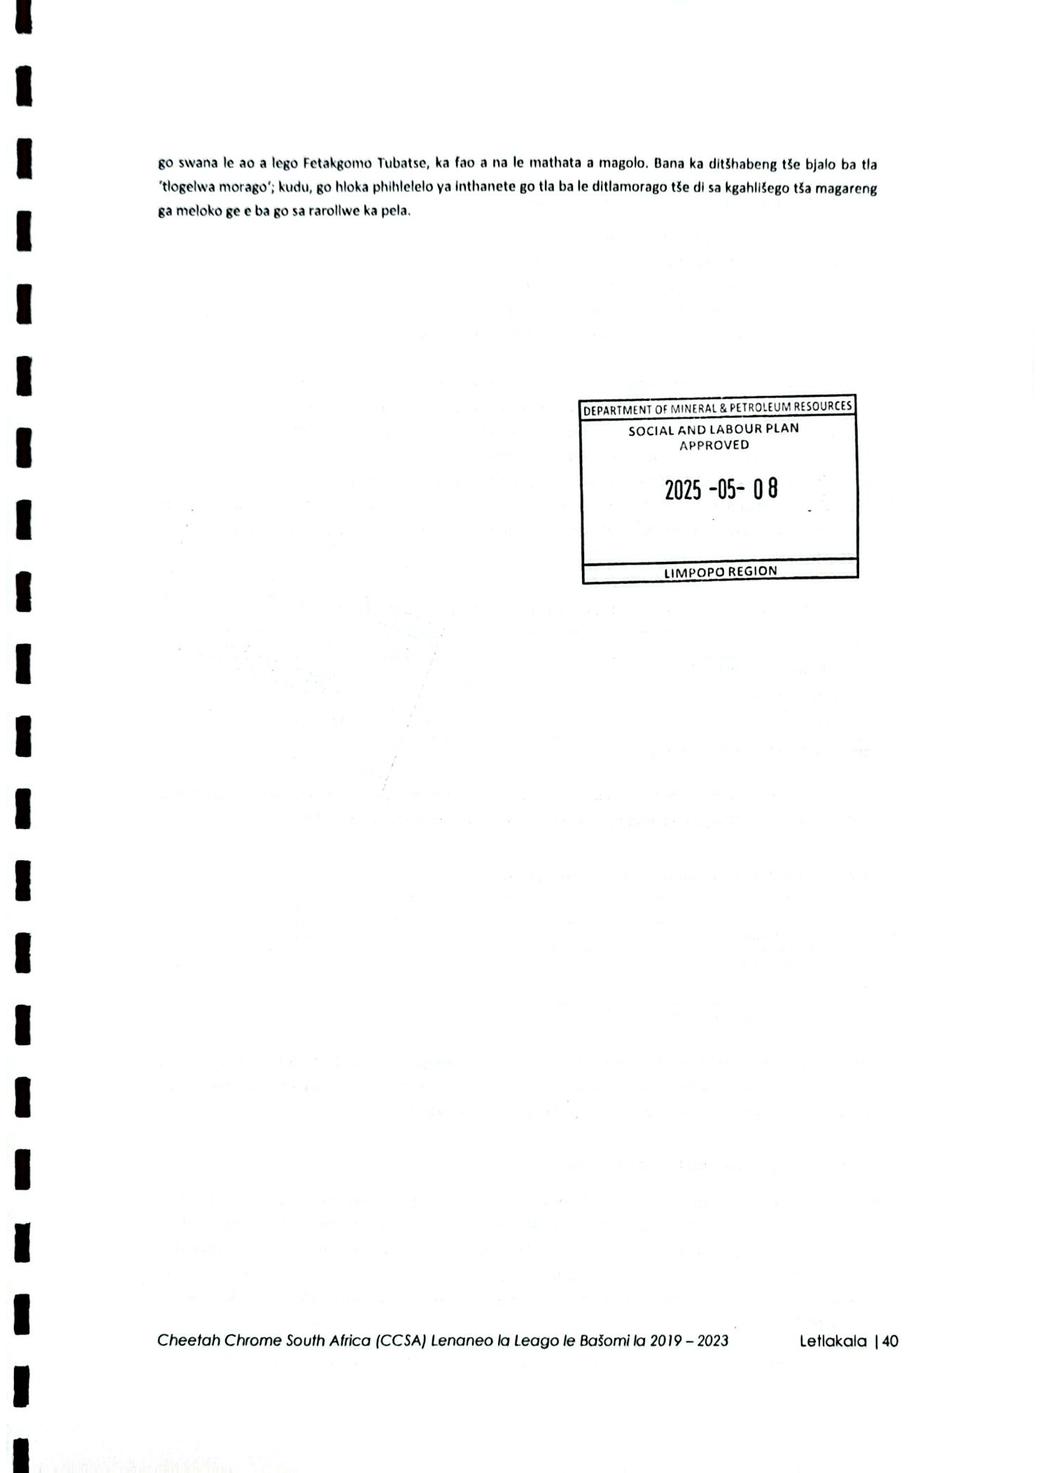 go swana le ao a lego Fetakgomo Tubatse, ka fao a na le mathata a magolo. Bana ka ditšhabeng tše bjalo ba tla
'tlogelwa morago'; kudu, go hloka phihlelelo ya inthanete go tla ba le ditlamorago tše di sa kgahlišego tša magareng
ga meloko ge e ba go sa rarollwe ka pela.
DEPARTMENT OF MINERAL & PETROLEUM RESOURCES
SOCIAL AND LABOUR PLAN
APPROVED
2025 -05- 08
LIMPOPO REGION
Cheetah Chrome South Africa (CCSA) Lenaneo la Leago le Bašomi la 2019 – 2023 Letlakala | 40